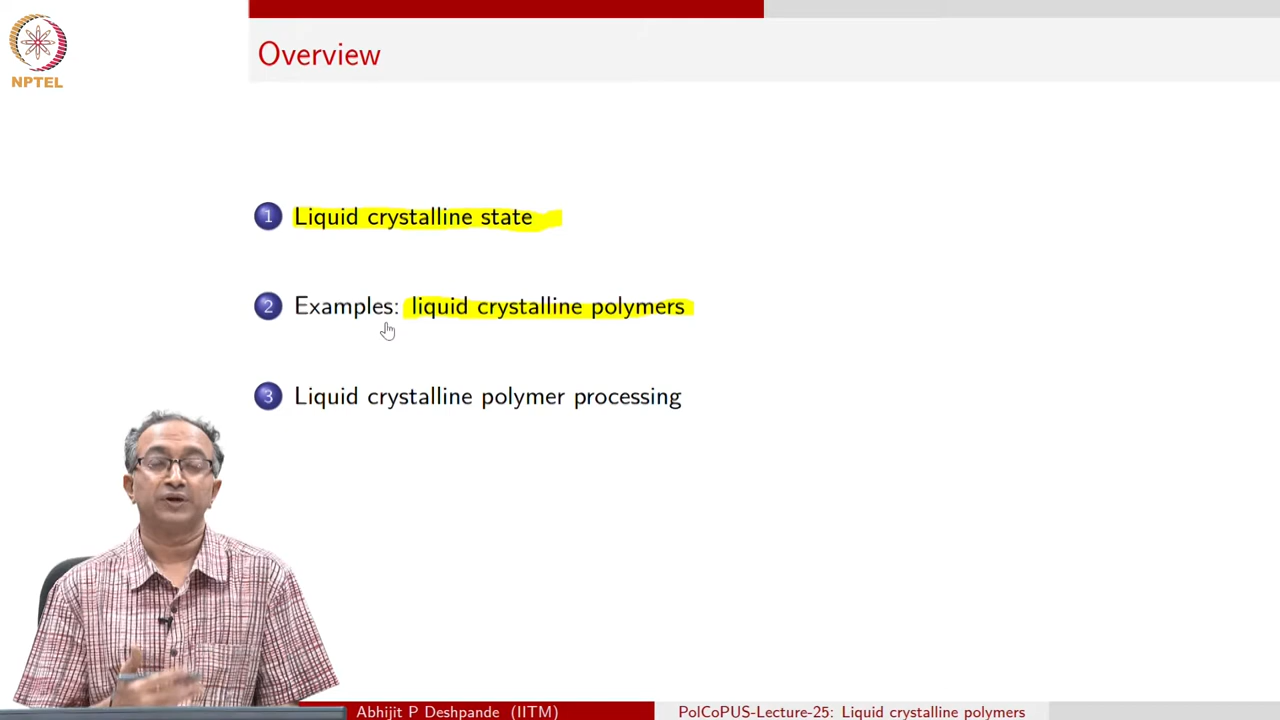 NPTEL
Overview
1 Liquid crystalline state
2 Examples: liquid crystalline polymers
3 Liquid crystalline polymer processing
Abhijit P Deshpande (IITM) PolCoPUS-Lecture-25: Liquid crystalline polymers